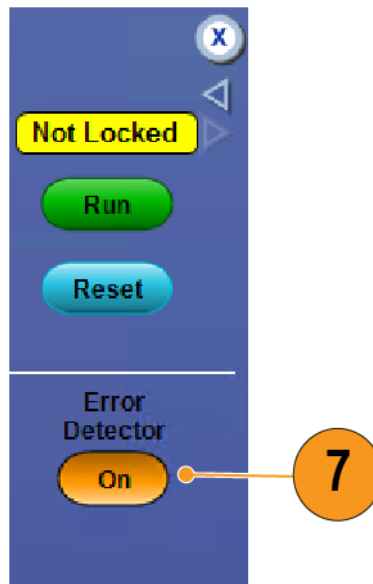 X
Not Locked
Run
Reset
Error
Detector
On
7